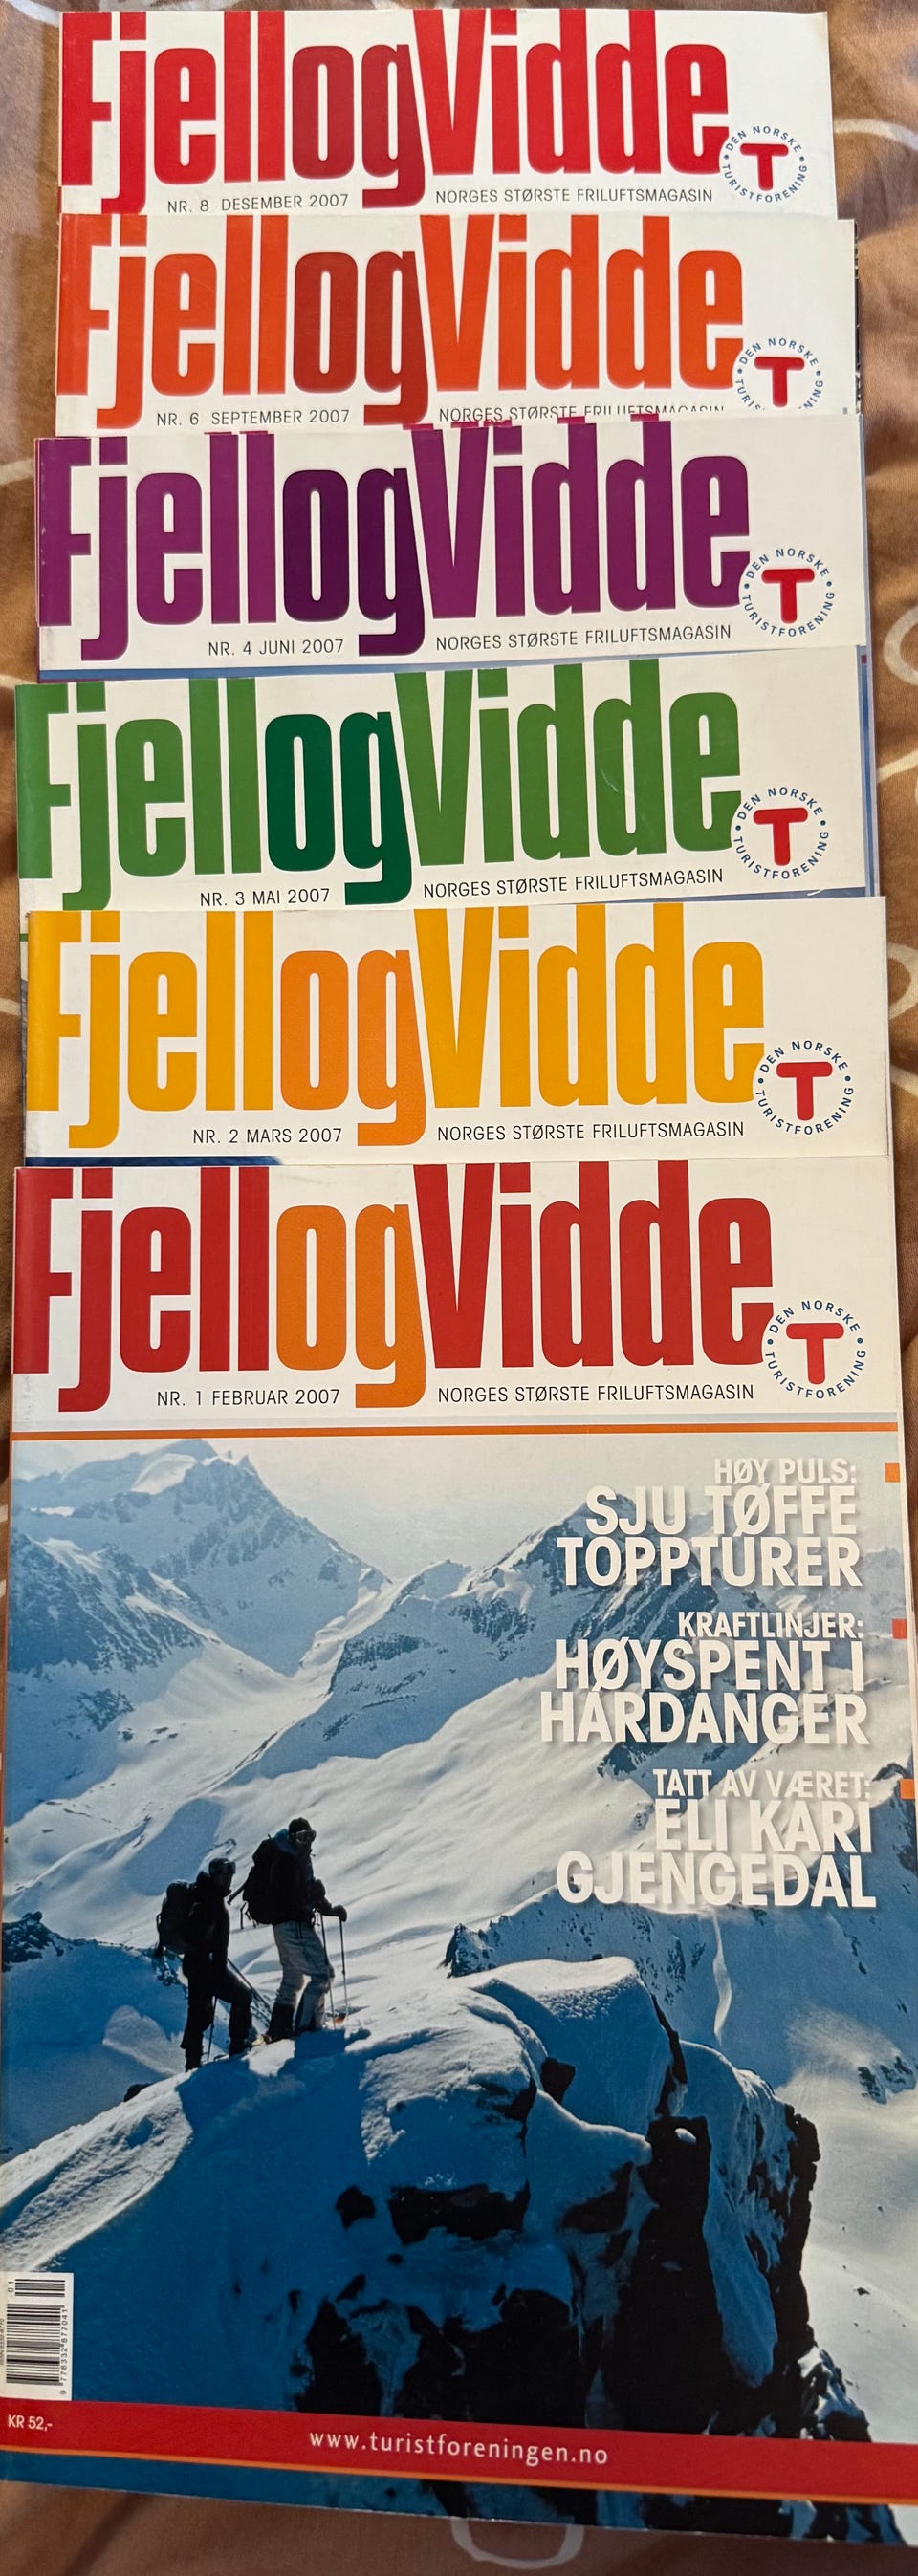 FjellogVidde
NR. 8 DESEMBER 2007 NORGES STØRSTE FRILUFTSMAGASIN
DEN NORSKE TURISTFORENING
T
FjellogVidde
NR. 6 SEPTEMBER 2007 NORGES STØRSTE FRILUFTSMAGASIN
DEN NORSKE
T
FjellogVidde
NR. 4 JUNI 2007 NORGES STØRSTE FRILUFTSMAGASIN
DEN NORSKE TURISTFORENING
T
FjellogVidde
NR. 3 MAI 2007 NORGES STØRSTE FRILUFTSMAGASIN
DEN NORSKE TURISTFORENING
T
FjellogVidde
NR. 2 MARS 2007 NORGES STØRSTE FRILUFTSMAGASIN
DEN NORSKE TURISTFORENING
T
FjellogVidde
NR. 1 FEBRUAR 2007 NORGES STØRSTE FRILUFTSMAGASIN
DEN NORSKE TURISTFORENING
T
HØY PULS:
SJU TØFFE
TOPPTURER
KRAFTLINJER:
HØYSPENT I
HARDANGER
TATT AV VÆRET:
ELI KARI
GJENGEDAL
01
KR 52,-
www.turistforeningen.no